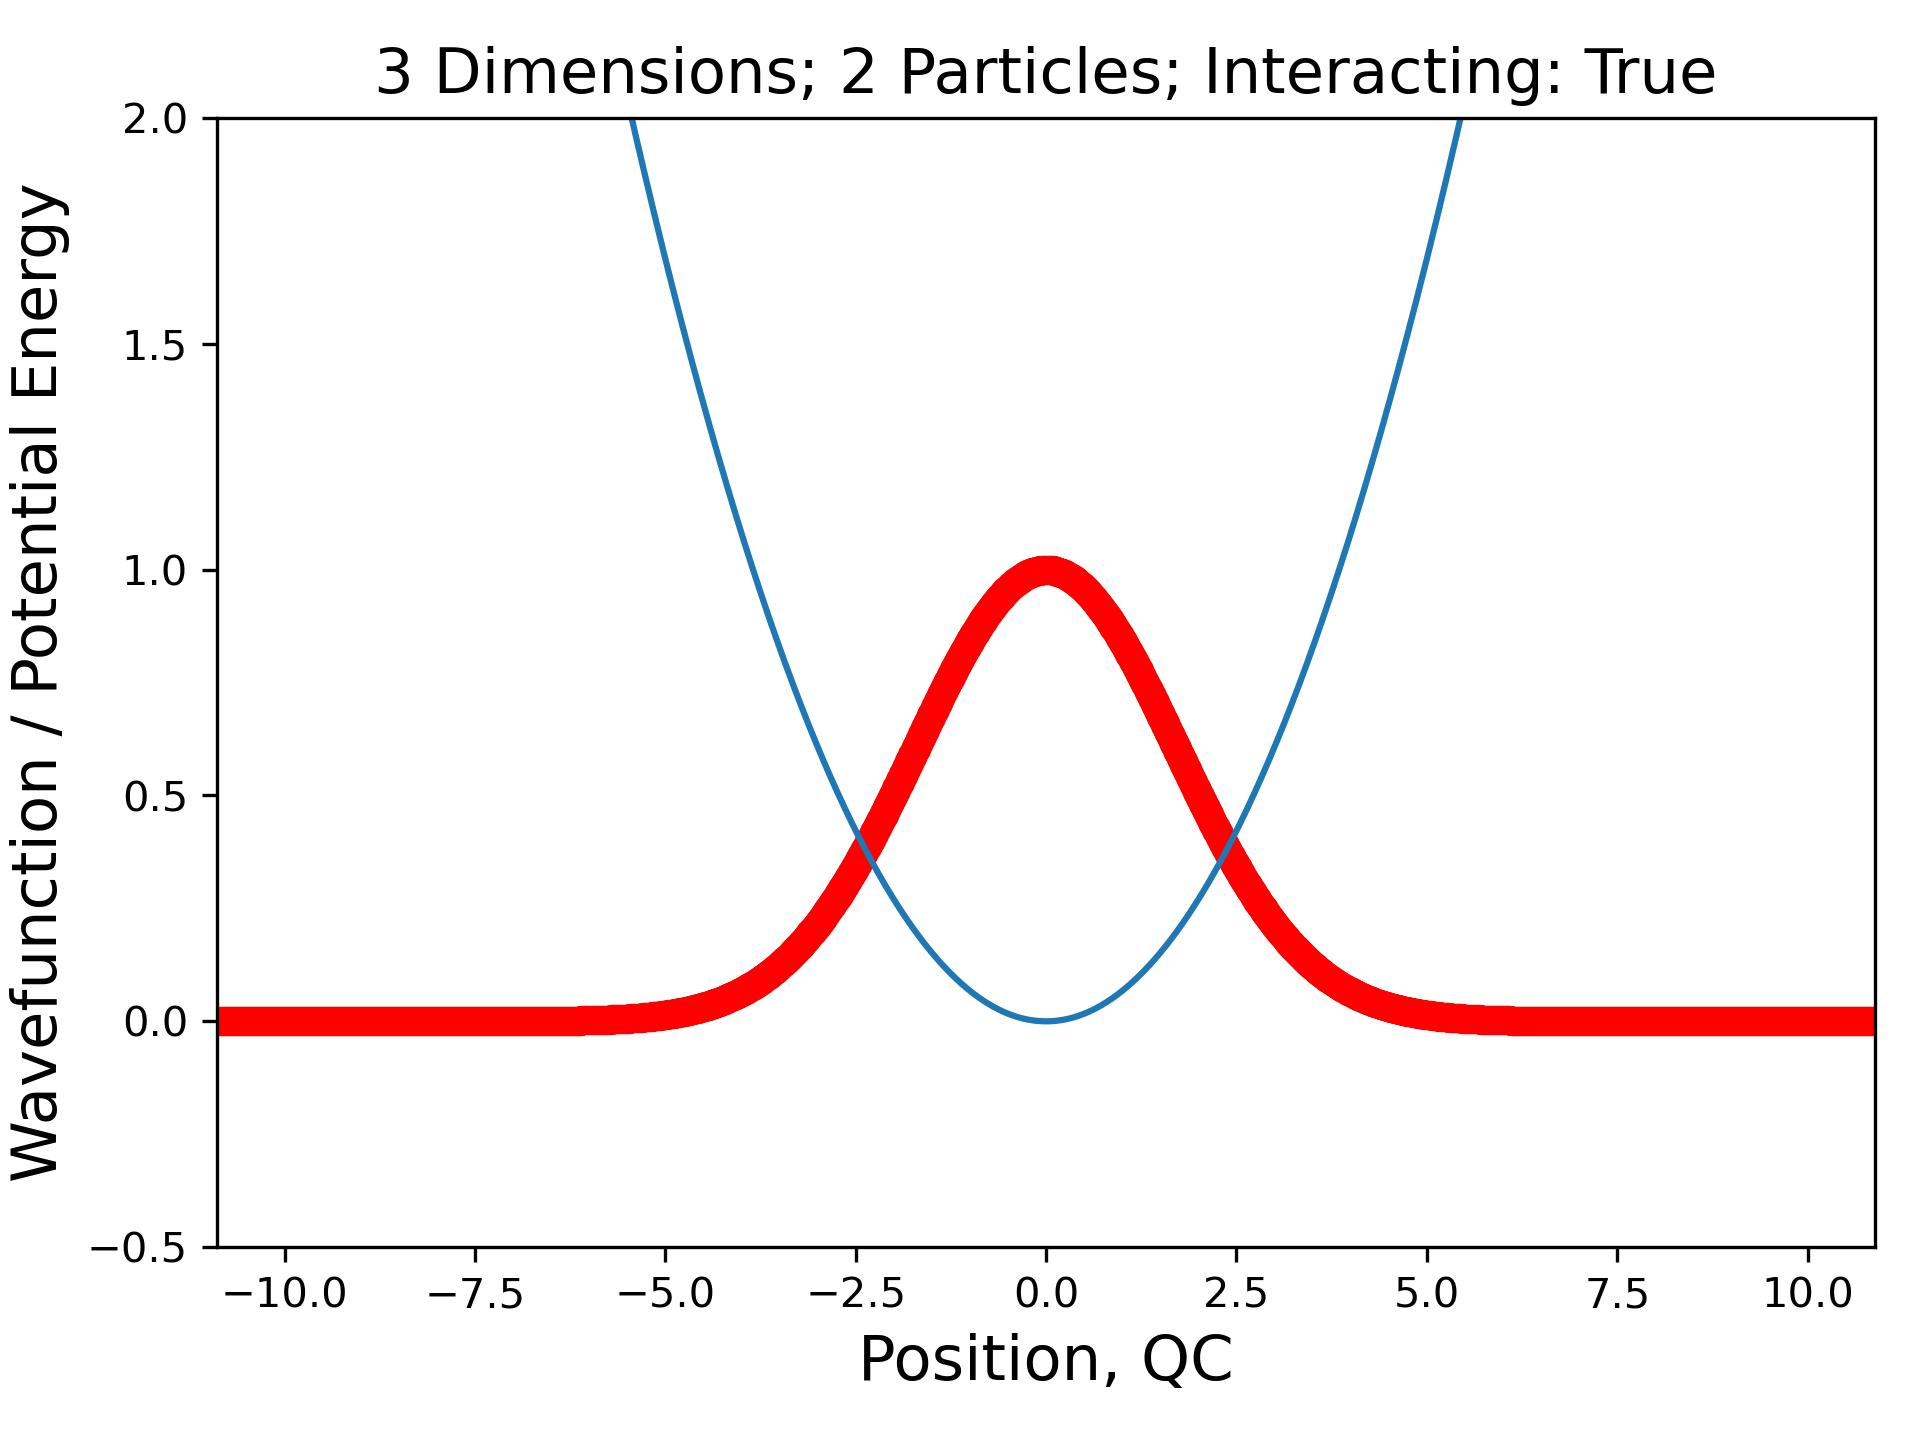 3 Dimensions; 2 Particles; Interacting: True
Wavefunction / Potential Energy
2.0
1.5
1.0
0.5
0.0
−0.5
−10.0 −7.5 −5.0 −2.5 0.0 2.5 5.0 7.5 10.0
Position, QC